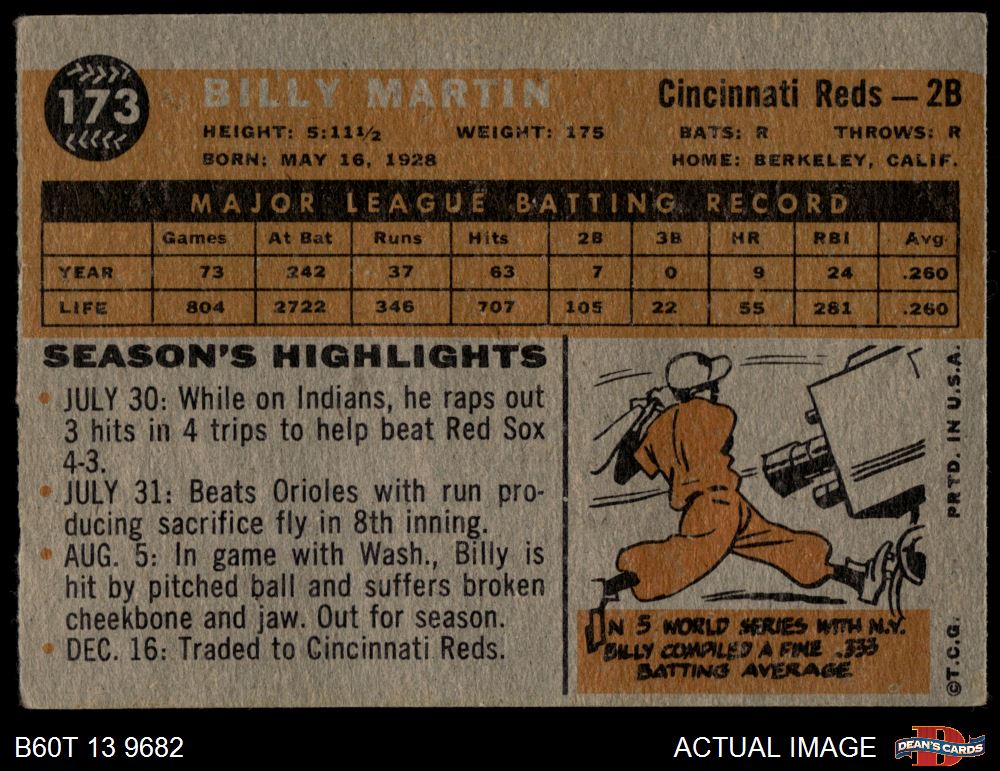 173
BILLY MARTIN
Cincinnati Reds — 2B
HEIGHT: 5:11½ WEIGHT: 175 BATS: R THROWS: R
BORN: MAY 16, 1928 HOME: BERKELEY, CALIF.
MAJOR LEAGUE BATTING RECORD
Games At Bat Runs Hits 2B 3B HR RBI Avg.
YEAR 73 242 37 63 7 0 9 24 .260
LIFE 804 2722 346 707 105 22 55 281 .260
SEASON'S HIGHLIGHTS
• JULY 30: While on Indians, he raps out
3 hits in 4 trips to help beat Red Sox
4-3.
• JULY 31: Beats Orioles with run pro-
ducing sacrifice fly in 8th inning.
• AUG. 5: In game with Wash., Billy is
hit by pitched ball and suffers broken
cheekbone and jaw. Out for season.
• DEC. 16: Traded to Cincinnati Reds.
IN 5 WORLD SERIES WITH N.Y.
BILLY COMPILED A FINE .333
BATTING AVERAGE
©T.C.G. PRTD. IN U.S.A.
B60T 13 9682
ACTUAL IMAGE
DEAN'S CARDS